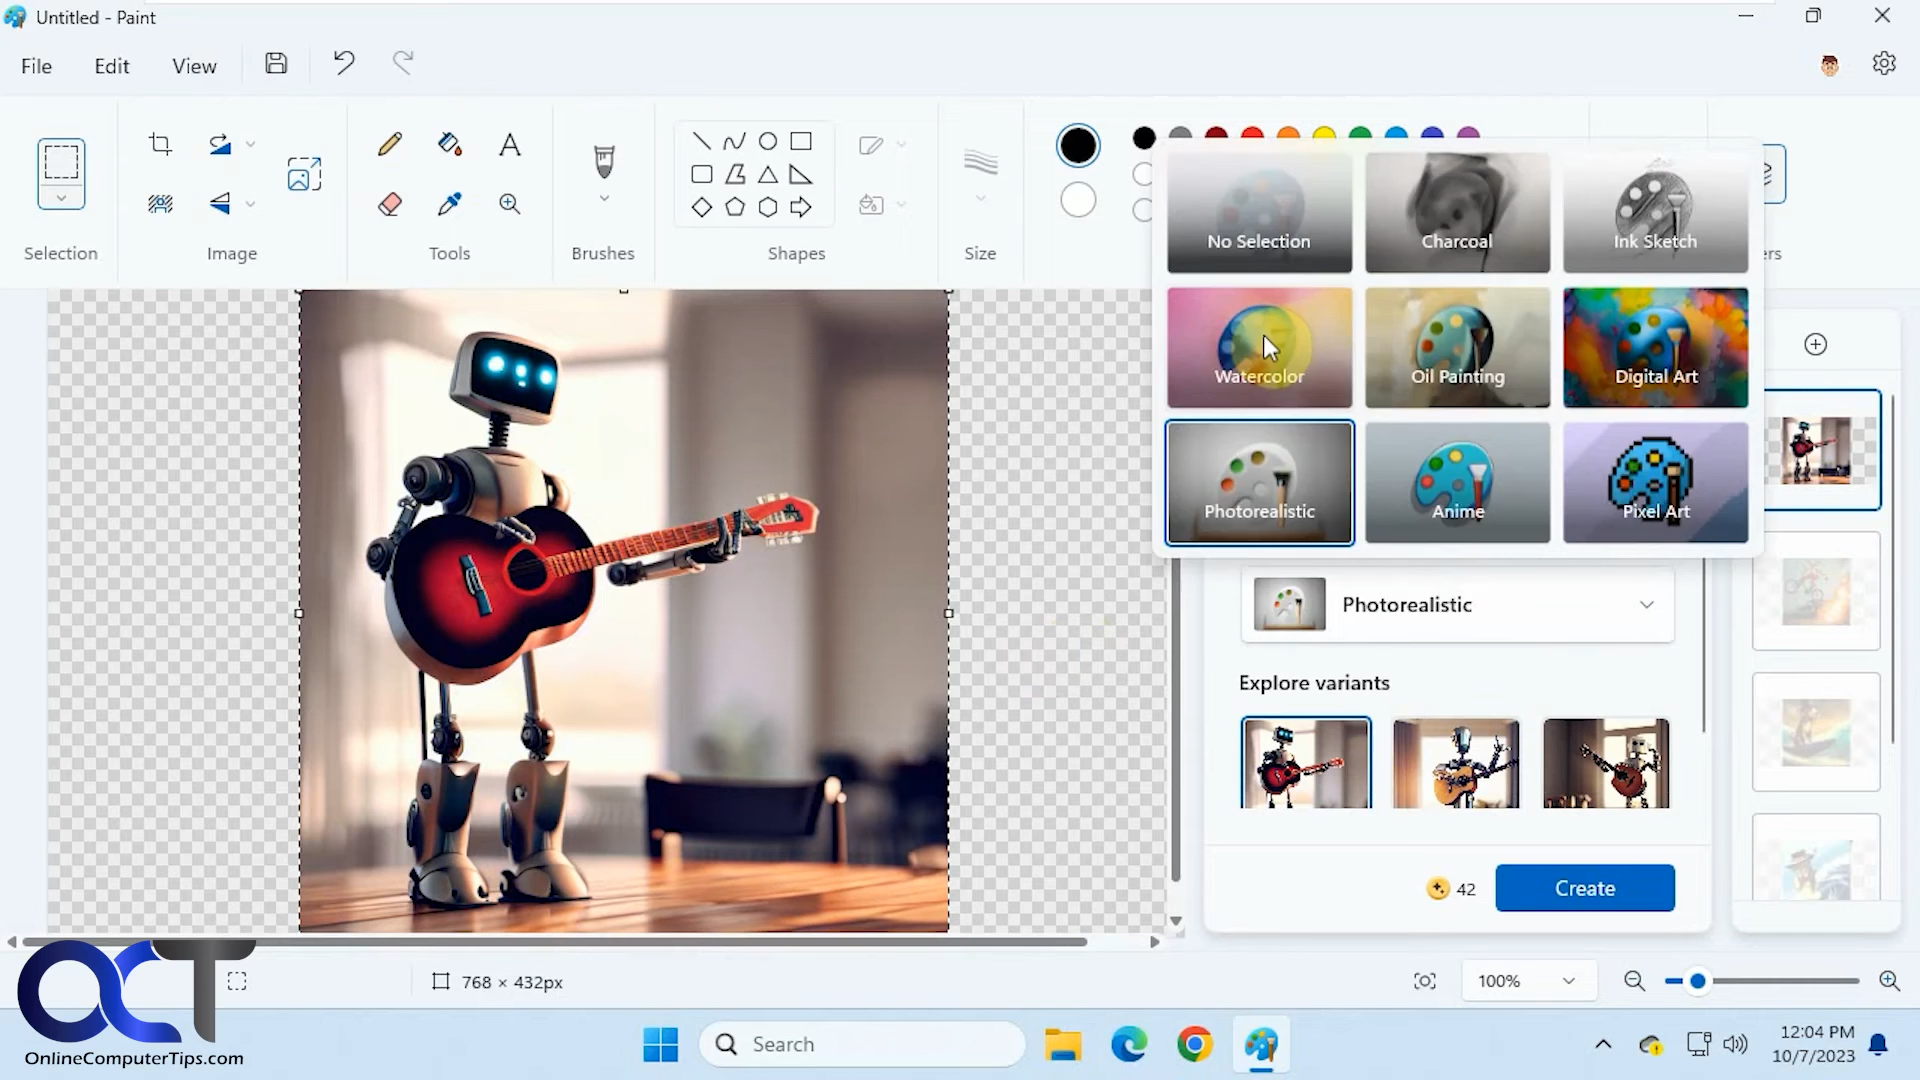 Untitled - Paint
File Edit View
Selection
Image
Tools
Brushes
Shapes
Size
No Selection
Charcoal
Ink Sketch
Watercolor
Oil Painting
Digital Art
Photorealistic
Anime
Pixel Art
Photorealistic
Explore variants
42
Create
768 × 432px
100%
OCT
OnlineComputerTips.com
Search
12:04 PM
10/7/2023